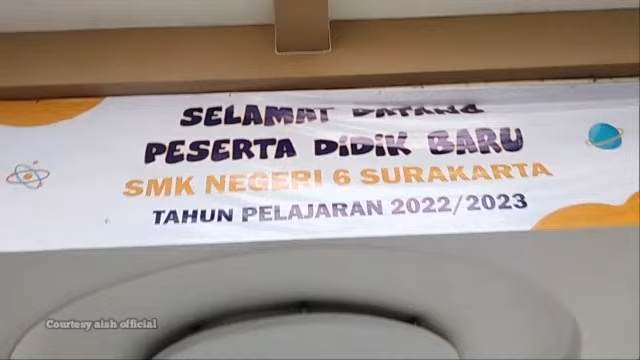 SELAMAT DATANG
PESERTA DIDIK BARU
SMK NEGERI 6 SURAKARTA
TAHUN PELAJARAN 2022/2023
Courtesy aish official